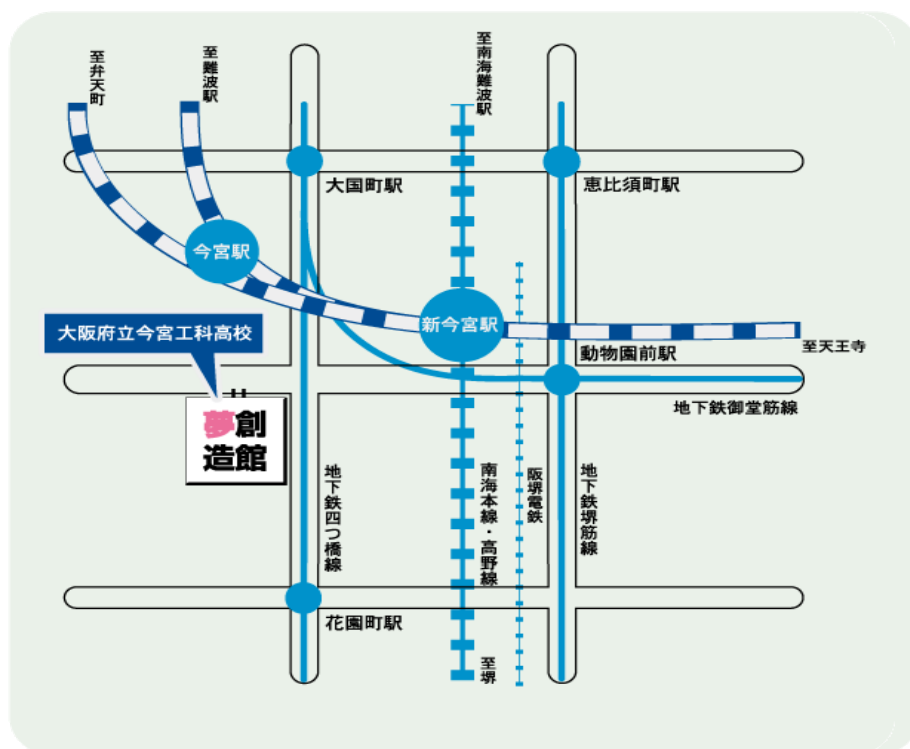 至弁天町
至難波駅
至南海難波駅
大国町駅
恵比須町駅
今宮駅
新今宮駅
大阪府立今宮工科高校
動物園前駅
至天王寺
地下鉄御堂筋線
夢創
造館
地下鉄四つ橋線
南海本線・高野線
阪堺電鉄
地下鉄堺筋線
花園町駅
至堺